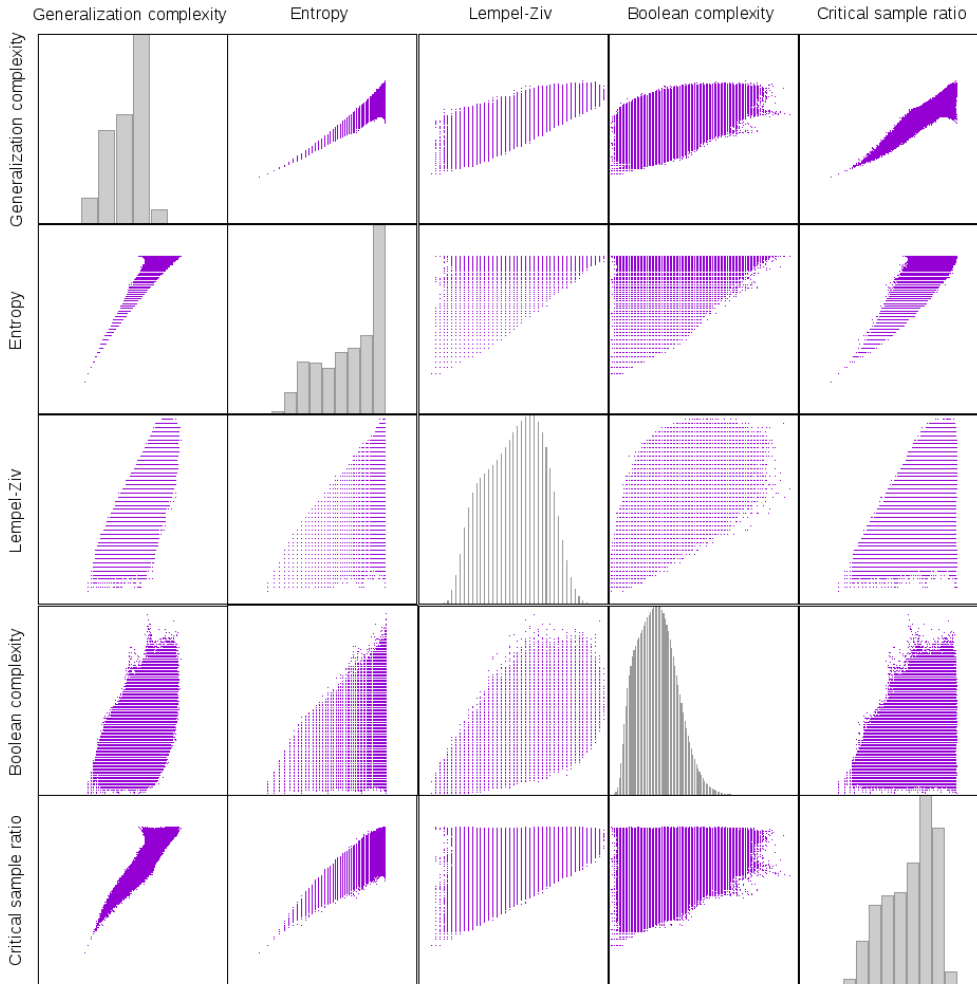 Generalization complexity
Entropy
Lempel-Ziv
Boolean complexity
Critical sample ratio
Generalization complexity
Entropy
Lempel-Ziv
Boolean complexity
Critical sample ratio